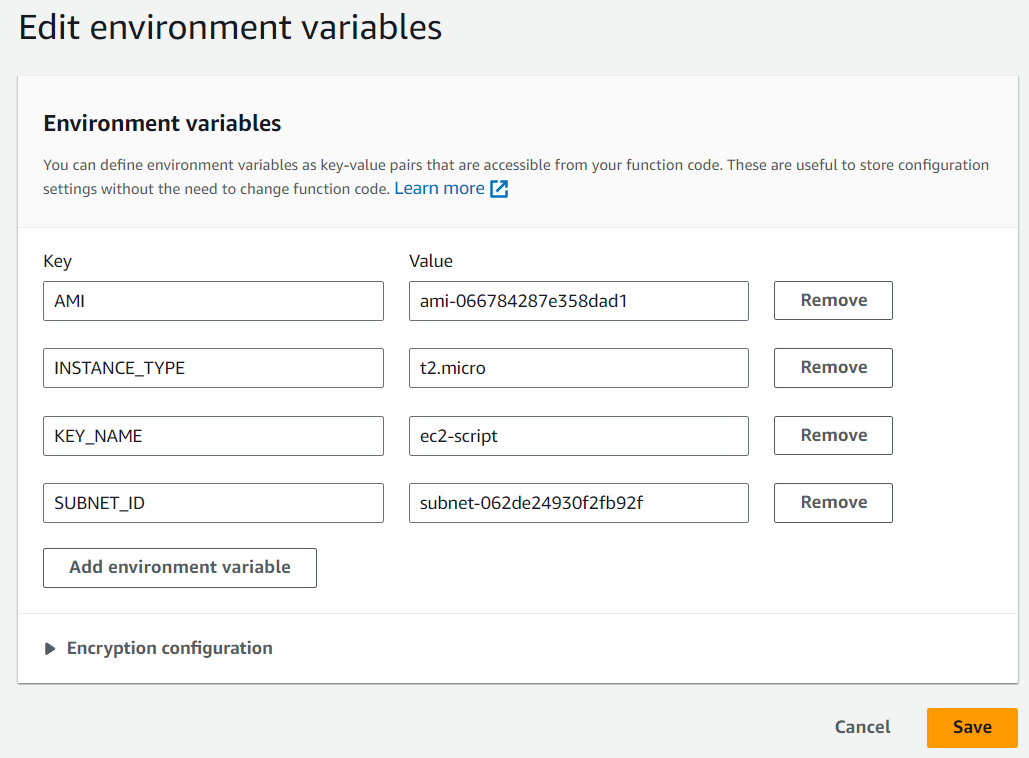 Edit environment variables
Environment variables
You can define environment variables as key-value pairs that are accessible from your function code. These are useful to store configuration
settings without the need to change function code. Learn more
Key Value
AMI ami-066784287e358dad1 Remove
INSTANCE_TYPE t2.micro Remove
KEY_NAME ec2-script Remove
SUBNET_ID subnet-062de24930f2fb92f Remove
Add environment variable
Encryption configuration
Cancel Save